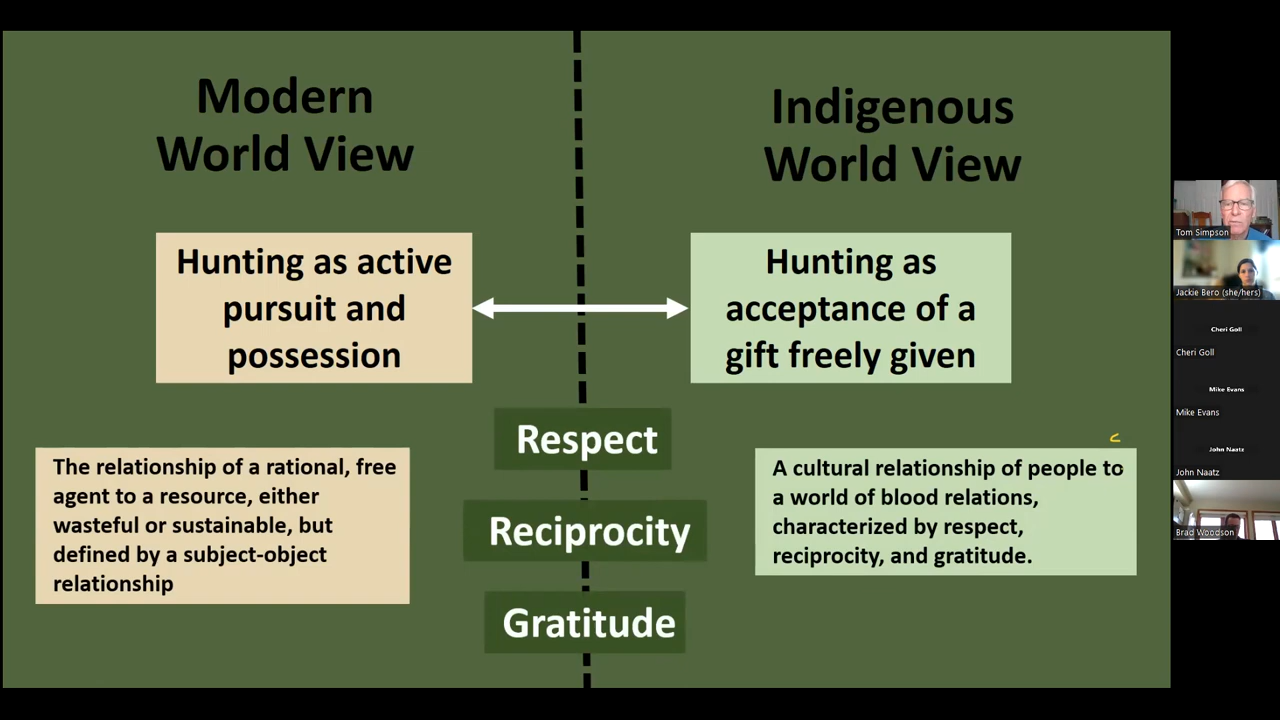 Modern
World View
Indigenous
World View
Hunting as active
pursuit and
possession
Hunting as
acceptance of a
gift freely given
Respect
Reciprocity
Gratitude
The relationship of a rational, free
agent to a resource, either
wasteful or sustainable, but
defined by a subject-object
relationship
A cultural relationship of people to
a world of blood relations,
characterized by respect,
reciprocity, and gratitude.
Tom Simpson
Jackie Bero (she/hers)
Cheri Goll
Cheri Goll
Mike Evans
Mike Evans
John Naatz
John Naatz
Brad Woodson